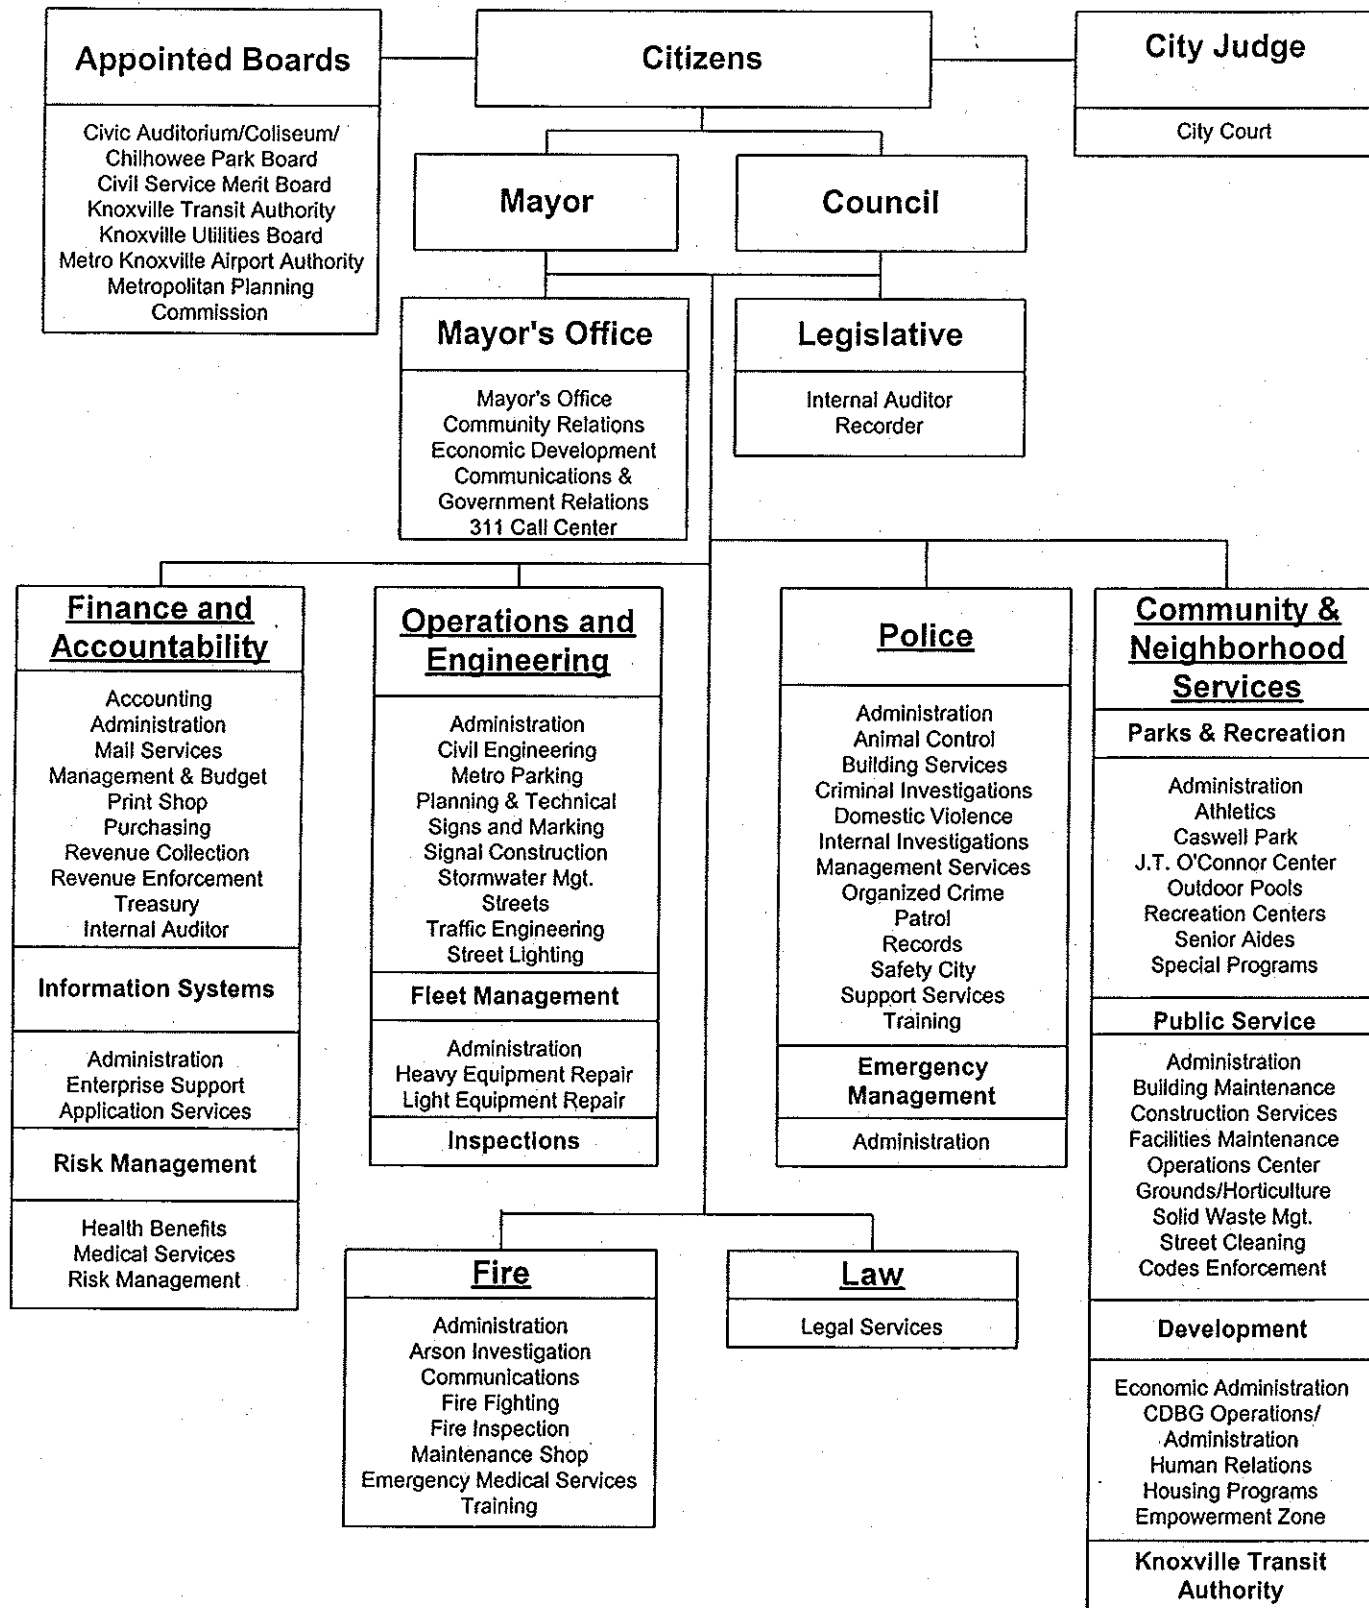 Appointed Boards
Civic Auditorium/Coliseum/
Chilhowee Park Board
Civil Service Merit Board
Knoxville Transit Authority
Knoxville Utilities Board
Metro Knoxville Airport Authority
Metropolitan Planning
Commission
Citizens
City Judge
City Court
Mayor
Council
Mayor's Office
Mayor's Office
Community Relations
Economic Development
Communications &
Government Relations
311 Call Center
Legislative
Internal Auditor
Recorder
Finance and
Accountability
Accounting
Administration
Mail Services
Management & Budget
Print Shop
Purchasing
Revenue Collection
Revenue Enforcement
Treasury
Internal Auditor
Information Systems
Administration
Enterprise Support
Application Services
Risk Management
Health Benefits
Medical Services
Risk Management
Operations and
Engineering
Administration
Civil Engineering
Metro Parking
Planning & Technical
Signs and Marking
Signal Construction
Stormwater Mgt.
Streets
Traffic Engineering
Street Lighting
Fleet Management
Administration
Heavy Equipment Repair
Light Equipment Repair
Inspections
Police
Administration
Animal Control
Building Services
Criminal Investigations
Domestic Violence
Internal Investigations
Management Services
Organized Crime
Patrol
Records
Safety City
Support Services
Training
Emergency
Management
Administration
Community &
Neighborhood
Services
Parks & Recreation
Administration
Athletics
Caswell Park
J.T. O'Connor Center
Outdoor Pools
Recreation Centers
Senior Aides
Special Programs
Public Service
Administration
Building Maintenance
Construction Services
Facilities Maintenance
Operations Center
Grounds/Horticulture
Solid Waste Mgt.
Street Cleaning
Codes Enforcement
Development
Economic Administration
CDBG Operations/
Administration
Human Relations
Housing Programs
Empowerment Zone
Knoxville Transit
Authority
Fire
Administration
Arson Investigation
Communications
Fire Fighting
Fire Inspection
Maintenance Shop
Emergency Medical Services
Training
Law
Legal Services